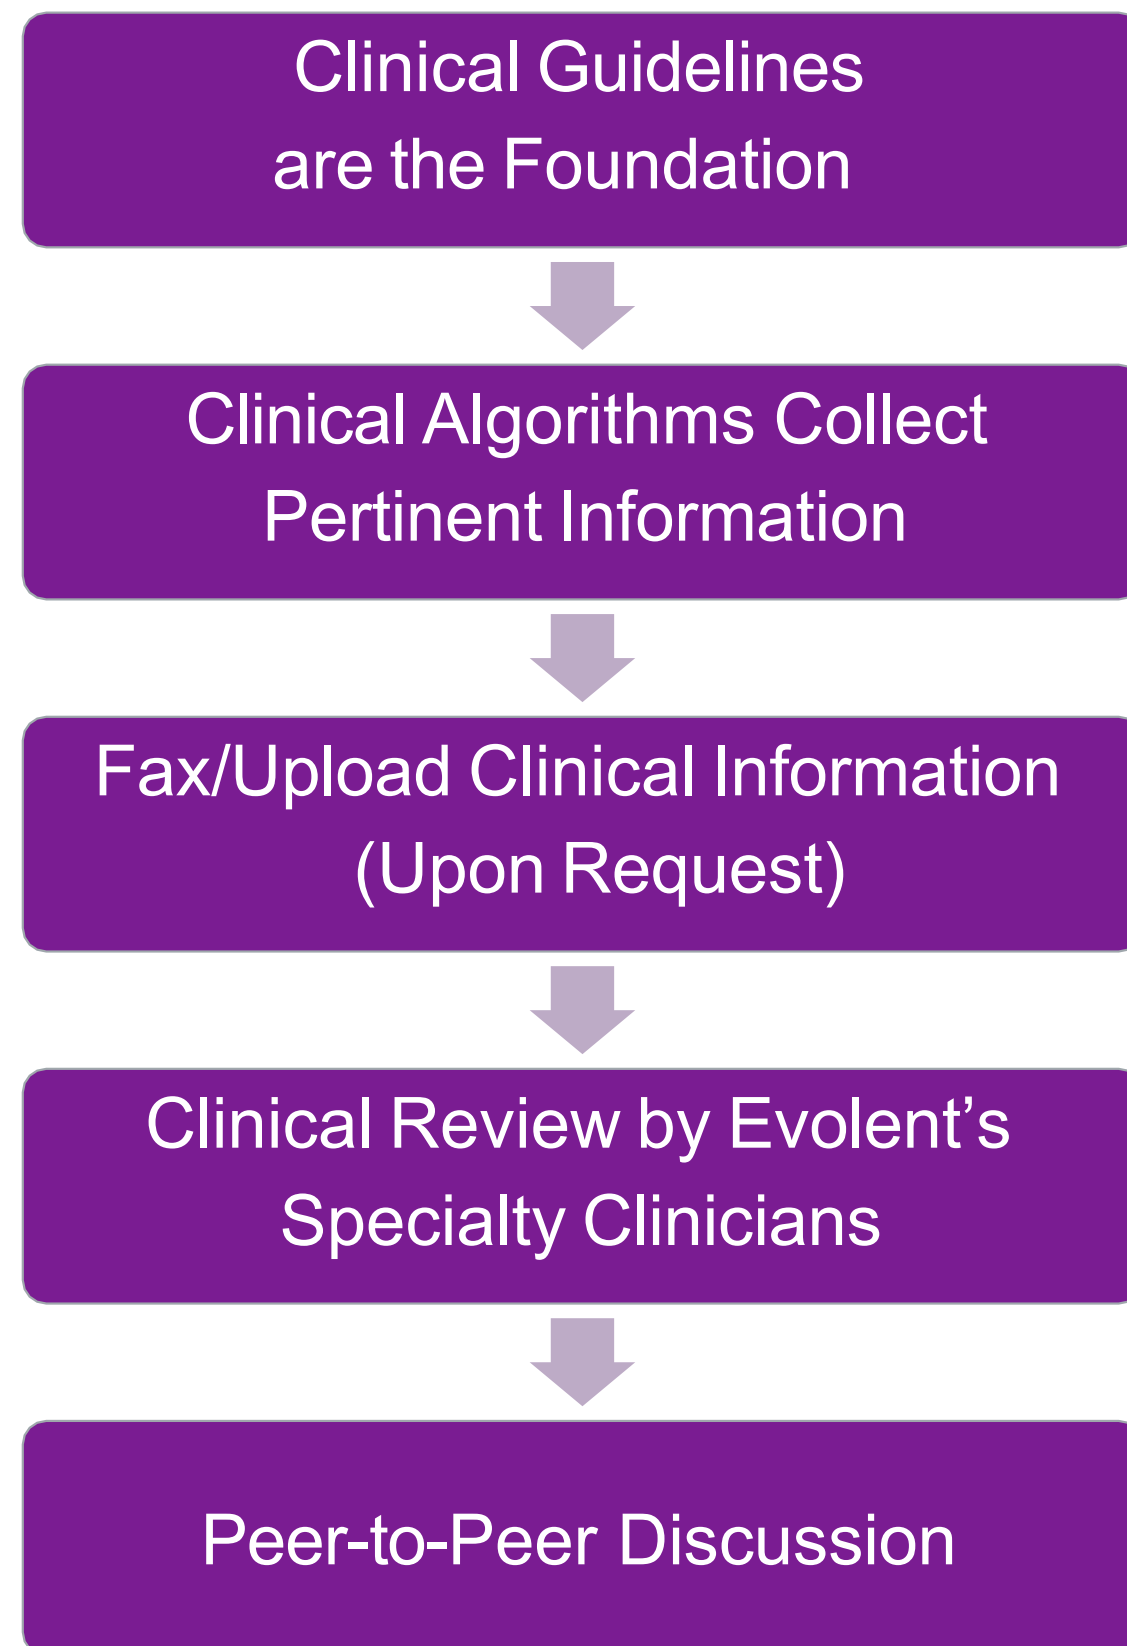 Clinical Guidelines
are the Foundation
Clinical Algorithms Collect
Pertinent Information
Fax/Upload Clinical Information
(Upon Request)
Clinical Review by Evolent’s
Specialty Clinicians
Peer-to-Peer Discussion